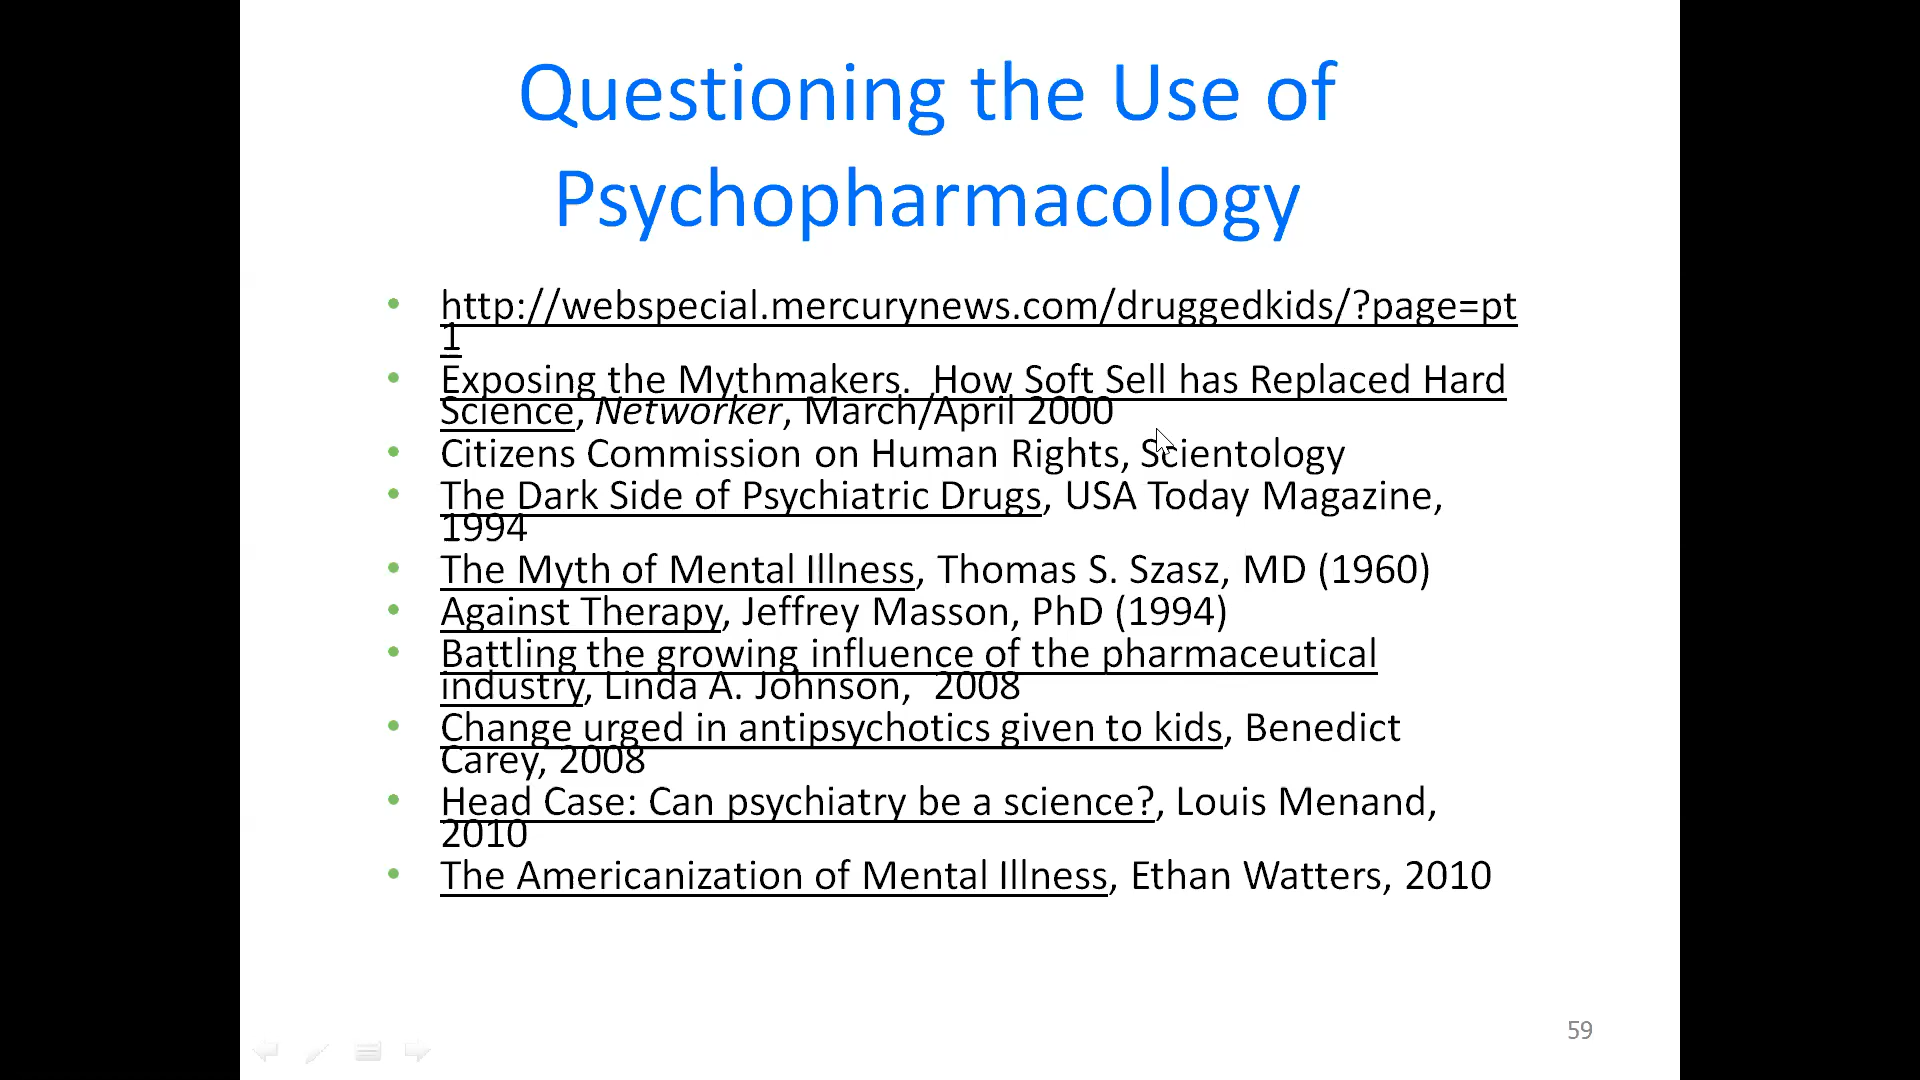 Questioning the Use of
Psychopharmacology
• http://webspecial.mercurynews.com/druggedkids/?page=pt
1
• Exposing the Mythmakers.  How Soft Sell has Replaced Hard
Science, Networker, March/April 2000
• Citizens Commission on Human Rights, Scientology
• The Dark Side of Psychiatric Drugs, USA Today Magazine,
1994
• The Myth of Mental Illness, Thomas S. Szasz, MD (1960)
• Against Therapy, Jeffrey Masson, PhD (1994)
• Battling the growing influence of the pharmaceutical
industry, Linda A. Johnson,  2008
• Change urged in antipsychotics given to kids, Benedict
Carey, 2008
• Head Case: Can psychiatry be a science?, Louis Menand,
2010
• The Americanization of Mental Illness, Ethan Watters, 2010
59